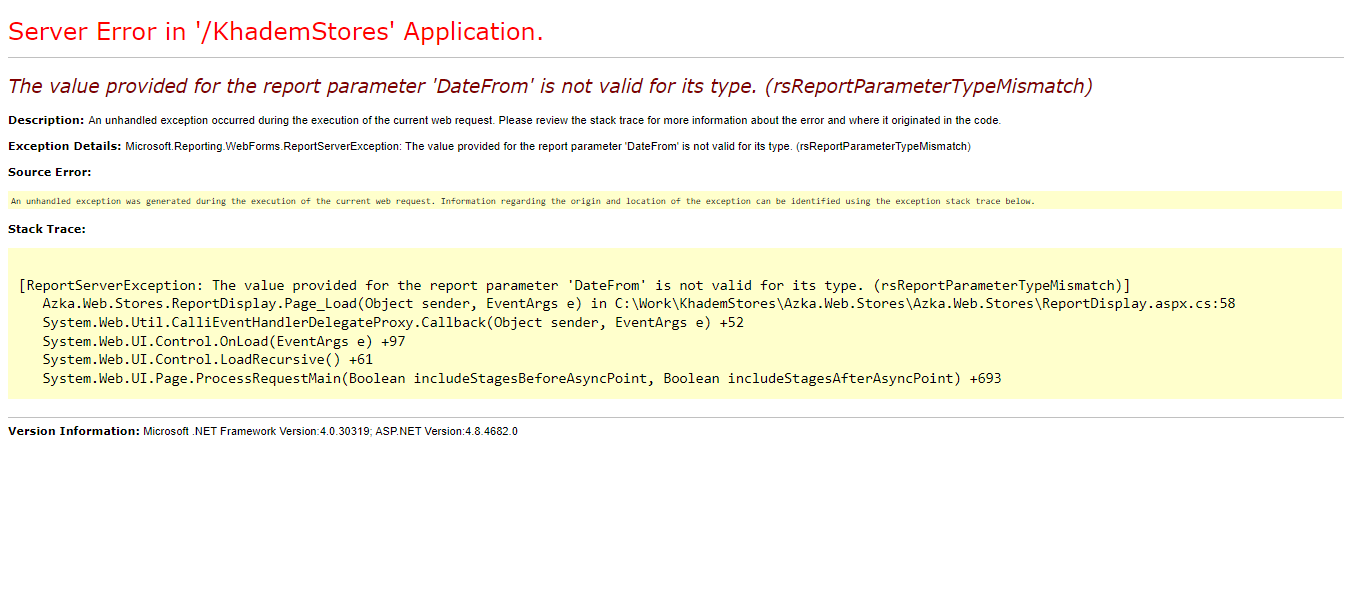 Server Error in '/KhademStores' Application.
The value provided for the report parameter 'DateFrom' is not valid for its type. (rsReportParameterTypeMismatch)
Description: An unhandled exception occurred during the execution of the current web request. Please review the stack trace for more information about the error and where it originated in the code.
Exception Details: Microsoft.Reporting.WebForms.ReportServerException: The value provided for the report parameter 'DateFrom' is not valid for its type. (rsReportParameterTypeMismatch)
Source Error:
An unhandled exception was generated during the execution of the current web request. Information regarding the origin and location of the exception can be identified using the exception stack trace below.
Stack Trace:
[ReportServerException: The value provided for the report parameter 'DateFrom' is not valid for its type. (rsReportParameterTypeMismatch)]
Azka.Web.Stores.ReportDisplay.Page_Load(Object sender, EventArgs e) in C:\Work\KhademStores\Azka.Web.Stores\Azka.Web.Stores\ReportDisplay.aspx.cs:58
System.Web.Util.CalliEventHandlerDelegateProxy.Callback(Object sender, EventArgs e) +52
System.Web.UI.Control.OnLoad(EventArgs e) +97
System.Web.UI.Control.LoadRecursive() +61
System.Web.UI.Page.ProcessRequestMain(Boolean includeStagesBeforeAsyncPoint, Boolean includeStagesAfterAsyncPoint) +693
Version Information: Microsoft .NET Framework Version:4.0.30319; ASP.NET Version:4.8.4682.0